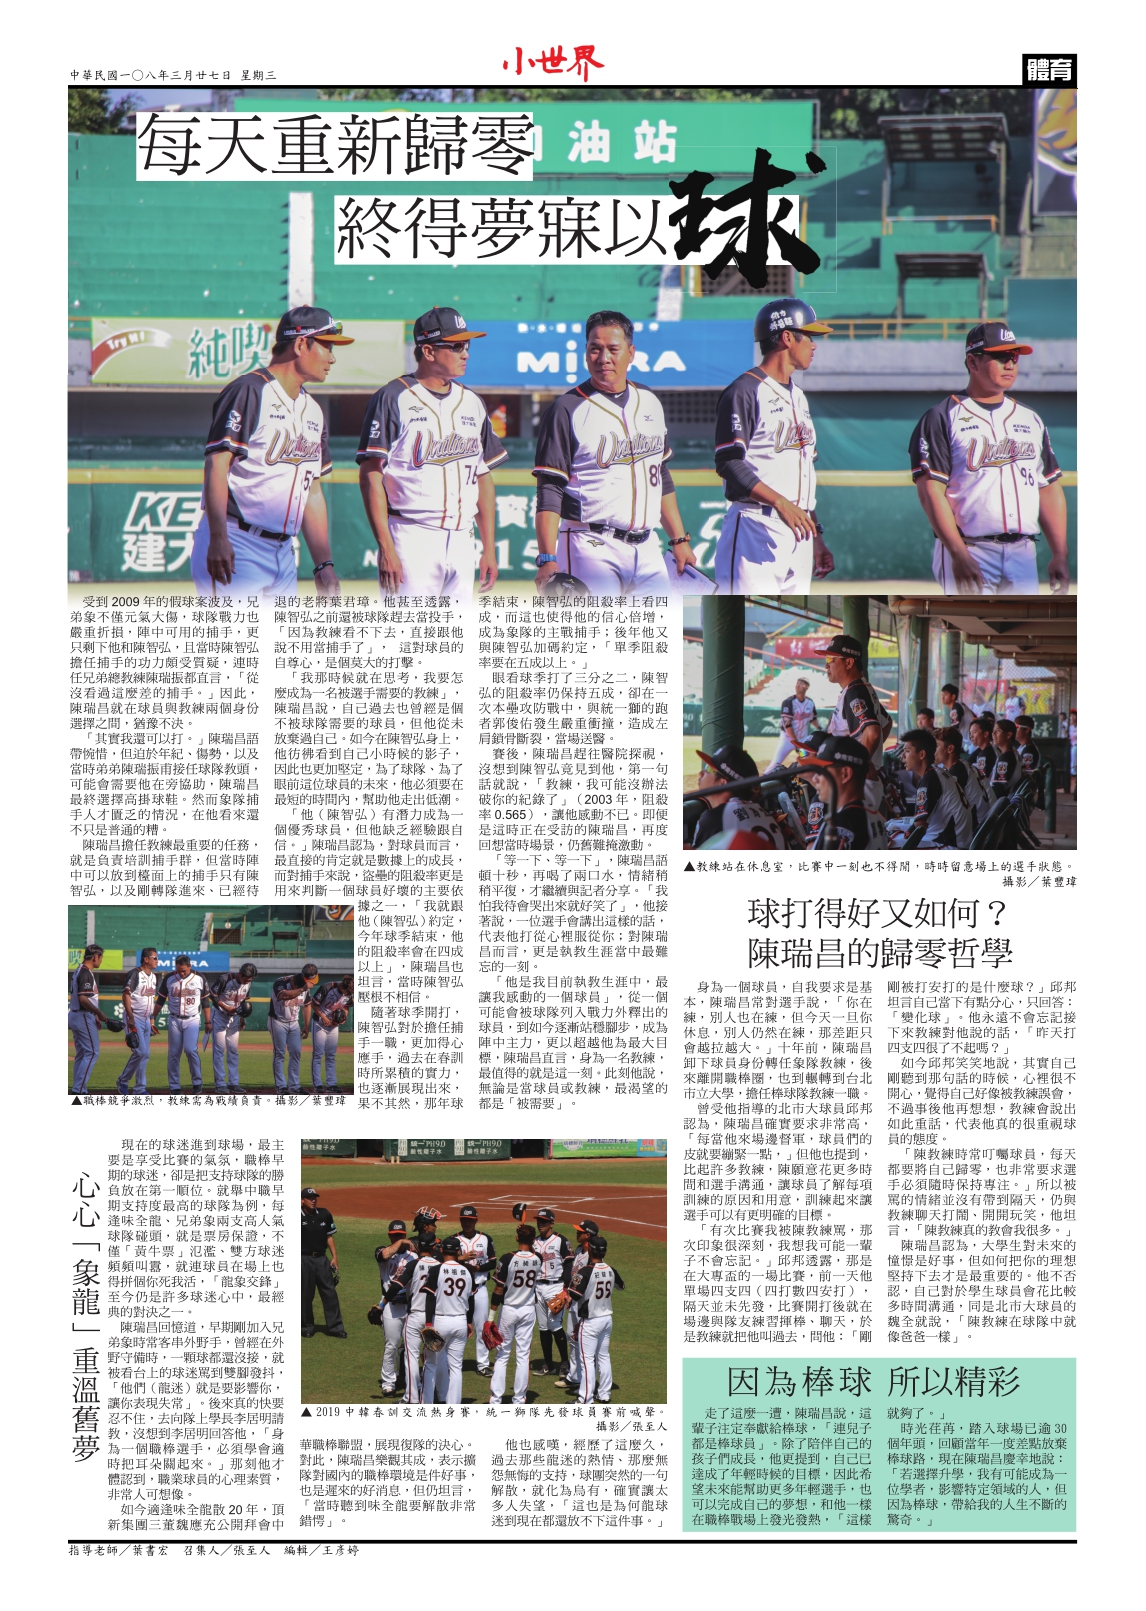 中華民國一〇八年三月廿七日 星期三
小世界
體育
每天重新歸零
終得夢寐以球
油站
Try It!
純喫
MiZUNO
Unilions
Unilions
Unilions
Unilions
76
96
建大
受到 2009 年的假球案波及，兄
弟象不僅元氣大傷，球隊戰力也
嚴重折損，陣中可用的捕手，更
只剩下他和陳智弘，且當時陳智弘
擔任捕手的功力頗受質疑，連時
任兄弟總教練陳瑞振都直言，「從
沒看過這麼差的捕手。」因此，
陳瑞昌就在球員與教練兩個身份
選擇之間，猶豫不決。
「其實我還可以打。」陳瑞昌語
帶惋惜，但迫於年紀、傷勢，以及
當時弟弟陳瑞振甫接任球隊教頭，
可能會需要他在旁協助，陳瑞昌
最終選擇高掛球鞋。然而象隊捕
手人才匱乏的情況，在他看來還
不只是普通的糟。
陳瑞昌擔任教練最重要的任務，
就是負責培訓捕手群，但當時陣
中可以放到檯面上的捕手只有陳
智弘，以及剛轉隊進來、已經待
退的老將葉君璋。他甚至透露，
陳智弘之前還被球隊趕去當投手，
「因為教練看不下去，直接跟他
說不用當捕手了」， 這對球員的
自尊心，是個莫大的打擊。
「我那時候就在思考，我要怎
麼成為一名被選手需要的教練」，
陳瑞昌說，自己過去也曾經是個
不被球隊需要的球員，但他從未
放棄過自己。如今在陳智弘身上，
他彷彿看到自己小時候的影子，
因此也更加堅定，為了球隊、為了
眼前這位球員的未來，他必須要在
最短的時間內，幫助他走出低潮。
「他（陳智弘）有潛力成為一
個優秀球員，但他缺乏經驗跟自
信。」陳瑞昌認為，對球員而言，
最直接的肯定就是數據上的成長，
而對捕手來說，盜壘的阻殺率更是
用來判斷一個球員好壞的主要依
據之一，「我就跟
他（陳智弘）約定，
今年球季結束，他
的阻殺率會在四成
以上」，陳瑞昌也
坦言，當時陳智弘
壓根不相信。
隨著球季開打，
陳智弘對於擔任捕
手一職，更加得心
應手，過去在春訓
時所累積的實力，
也逐漸展現出來，
果不其然，那年球
季結束，陳智弘的阻殺率上看四
成，而這也使得他的信心倍增，
成為象隊的主戰捕手；後年他又
與陳智弘加碼約定，「單季阻殺
率要在五成以上。」
眼看球季打了三分之二，陳智
弘的阻殺率仍保持五成，卻在一
次本壘攻防戰中，與統一獅的跑
者郭俊佑發生嚴重衝撞，造成左
肩鎖骨斷裂，當場送醫。
賽後，陳瑞昌趕往醫院探視，
沒想到陳智弘竟見到他，第一句
話就說，「教練，我可能沒辦法
破你的紀錄了」（2003 年，阻殺
率 0.565），讓他感動不已。即便
是這時正在受訪的陳瑞昌，再度
回想當時場景，仍舊難掩激動。
「等一下、等一下」，陳瑞昌語
頓十秒，再喝了兩口水，情緒稍
稍平復，才繼續與記者分享。「我
怕我待會哭出來就好笑了」，他接
著說，一位選手會講出這樣的話，
代表他打從心裡服從你；對陳瑞
昌而言，更是執教生涯當中最難
忘的一刻。
「他是我目前執教生涯中，最
讓我感動的一個球員」，從一個
可能會被球隊列入戰力外釋出的
球員，到如今逐漸站穩腳步，成為
陣中主力，更以超越他為最大目
標，陳瑞昌直言，身為一名教練，
最值得的就是這一刻。此刻他說，
無論是當球員或教練，最渴望的
都是「被需要」。
▲職棒競爭激烈，教練需為戰績負責。攝影／葉豐瑋
▲教練站在休息室，比賽中一刻也不得閒，時時留意場上的選手狀態。
攝影／葉豐瑋
球打得好又如何？
陳瑞昌的歸零哲學
身為一個球員，自我要求是基
本，陳瑞昌常對選手說，「你在
練，別人也在練，但今天一旦你
休息，別人仍然在練，那差距只
會越拉越大。」十年前，陳瑞昌
卸下球員身份轉任象隊教練，後
來離開職棒圈，也到輾轉到台北
市立大學，擔任棒球隊教練一職。
曾受他指導的北市大球員邱邦
認為，陳瑞昌確實要求非常高，
「每當他來場邊督軍，球員們的
皮就要繃緊一點，」但他也提到，
比起許多教練，陳願意花更多時
間和選手溝通，讓球員了解每項
訓練的原因和用意，訓練起來讓
選手可以有更明確的目標。
「有次比賽我被陳教練罵，那
次印象很深刻，我想我可能一輩
子不會忘記。」邱邦透露，那是
在大專盃的一場比賽，前一天他
單場四支四（四打數四安打），
隔天並未先發，比賽開打後就在
場邊與隊友練習揮棒、聊天，於
是教練就把他叫過去，問他：「剛
剛被打安打的是什麼球？」邱邦
坦言自己當下有點分心，只回答：
「變化球」。他永遠不會忘記接
下來教練對他說的話，「昨天打
四支四很了不起嗎？」
如今邱邦笑笑地說，其實自己
剛聽到那句話的時候，心裡很不
開心，覺得自己好像被教練誤會，
不過事後他再想想，教練會說出
如此重話，代表他真的很重視球
員的態度。
「陳教練時常叮囑球員，每天
都要將自己歸零，也非常要求選
手必須隨時保持專注。」所以被
罵的情緒並沒有帶到隔天，仍與
教練聊天打鬧、開開玩笑，他坦
言，「陳教練真的教會我很多。」
陳瑞昌認為，大學生對未來的
憧憬是好事，但如何把你的理想
堅持下去才是最重要的。他不否
認，自己對於學生球員會花比較
多時間溝通，同是北市大球員的
魏全就說，「陳教練在球隊中就
像爸爸一樣」。
心心「象龍」重溫舊夢
現在的球迷進到球場，最主
要是享受比賽的氣氛，職棒早
期的球迷，卻是把支持球隊的勝
負放在第一順位。就舉中職早
期支持度最高的球隊為例，每
逢味全龍、兄弟象兩支高人氣
球隊碰頭，就是票房保證，不
僅「黃牛票」氾濫、雙方球迷
頻頻叫囂，就連球員在場上也
得拼個你死我活，「龍象交鋒」
至今仍是許多球迷心中，最經
典的對決之一。
陳瑞昌回憶道，早期剛加入兄
弟象時常客串外野手，曾經在外
野守備時，一顆球都還沒接，就
被看台上的球迷罵到雙腳發抖，
「他們（龍迷）就是要影響你，
讓你表現失常」。後來真的快要
忍不住，去向隊上學長李居明請
教，沒想到李居明回答他，「身
為一個職棒選手，必須學會適
時把耳朵關起來。」那刻他才
體認到，職業球員的心理素質，
非常人可想像。
如今適逢味全龍散 20 年，頂
新集團三董魏應充公開拜會中
39
58
59
▲ 2019 中韓春訓交流熱身賽，統一獅隊先發球員賽前喊聲。
攝影／張至人
華職棒聯盟，展現復隊的決心。
對此，陳瑞昌樂觀其成，表示擴
隊對國內的職棒環境是件好事，
也是遲來的好消息，但仍坦言，
「當時聽到味全龍要解散非常
錯愕」。
他也感嘆，經歷了這麼久，
過去那些龍迷的熱情、那麼無
怨無悔的支持，球團突然的一句
解散，就化為烏有，確實讓太
多人失望，「這也是為何龍球
迷到現在都還放不下這件事。」
因為棒球 所以精彩
走了這麼一遭，陳瑞昌說，這
輩子注定奉獻給棒球，「連兒子
都是棒球員」。除了陪伴自己的
孩子們成長，他更提到，自己已
達成了年輕時候的目標，因此希
望未來能幫助更多年輕選手，也
可以完成自己的夢想，和他一樣
在職棒戰場上發光發熱，「這樣
就夠了。」
時光荏苒，踏入球場已逾 30
個年頭，回顧當年一度差點放棄
棒球路，現在陳瑞昌慶幸地說：
「若選擇升學，我有可能成為一
位學者，影響特定領域的人，但
因為棒球，帶給我的人生不斷的
驚奇。」
指導老師／葉書宏 召集人／張至人 編輯／王彥婷